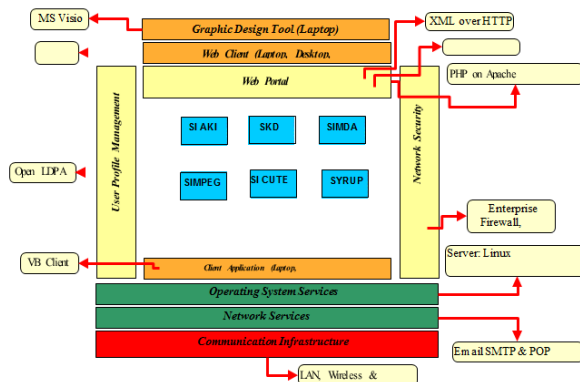 MS Visio
Graphic Design Tool (Laptop)
XML over HTTP
Web Client (Laptop, Desktop,
Web Portal
PHP on Apache
User Profile Management
Network Security
SI AKI
SKD
SIMDA
Open LDPA
SIMPEG
SI CUTE
SYRUP
Enterprise
Firewall,
VB Client
Client Application (Laptop,
Server: Linux
Operating System Services
Network Services
Communication Infrastructure
Email SMTP & POP
LAN, Wireless &